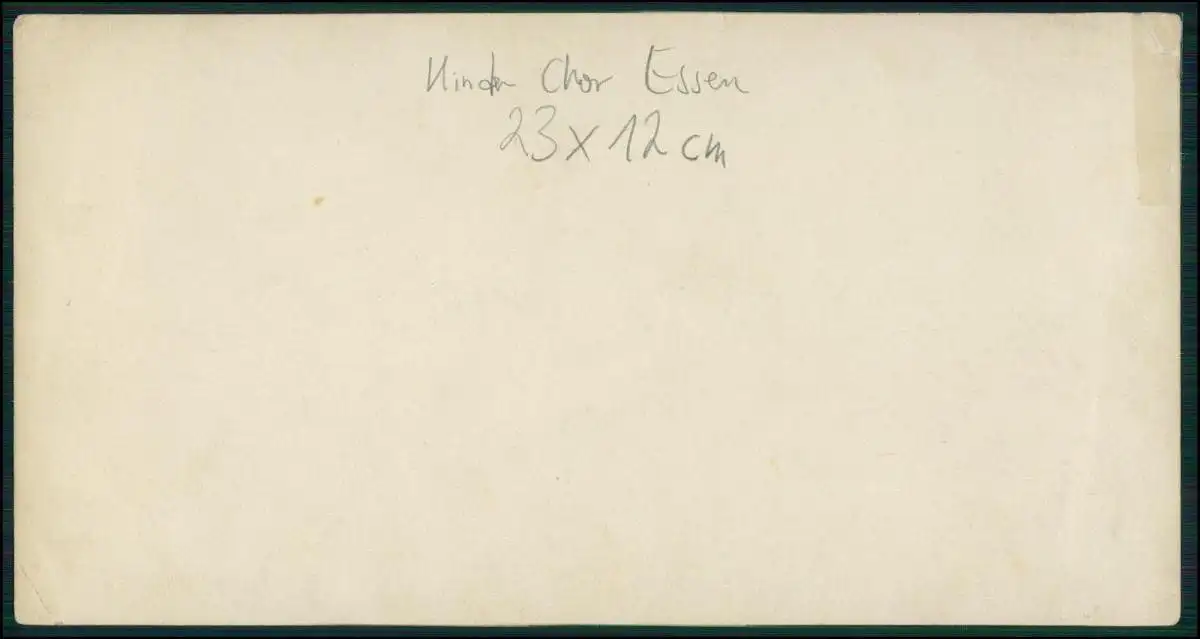 Kinder Chor Essen
23 x 12 cm